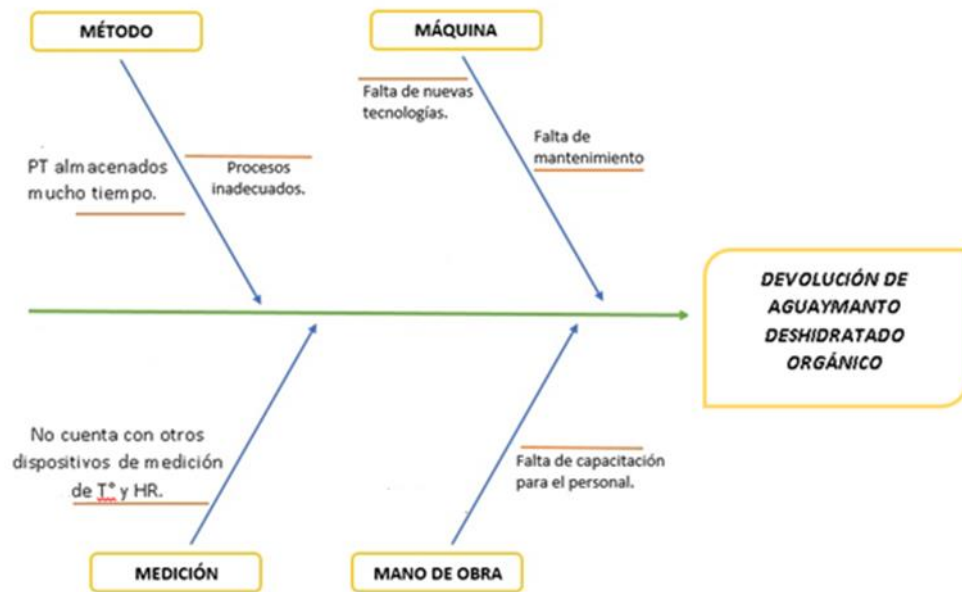 MÉTODO
MÁQUINA
Falta de nuevas
tecnologías.
Falta de
mantenimiento
PT almacenados
mucho tiempo.
Procesos
inadecuados.
DEVOLUCIÓN DE
AGUAYMANTO
DESHIDRATADO
ORGÁNICO
No cuenta con otros
dispositivos de medición
de T° y HR.
Falta de capacitación
para el personal.
MEDICIÓN
MANO DE OBRA